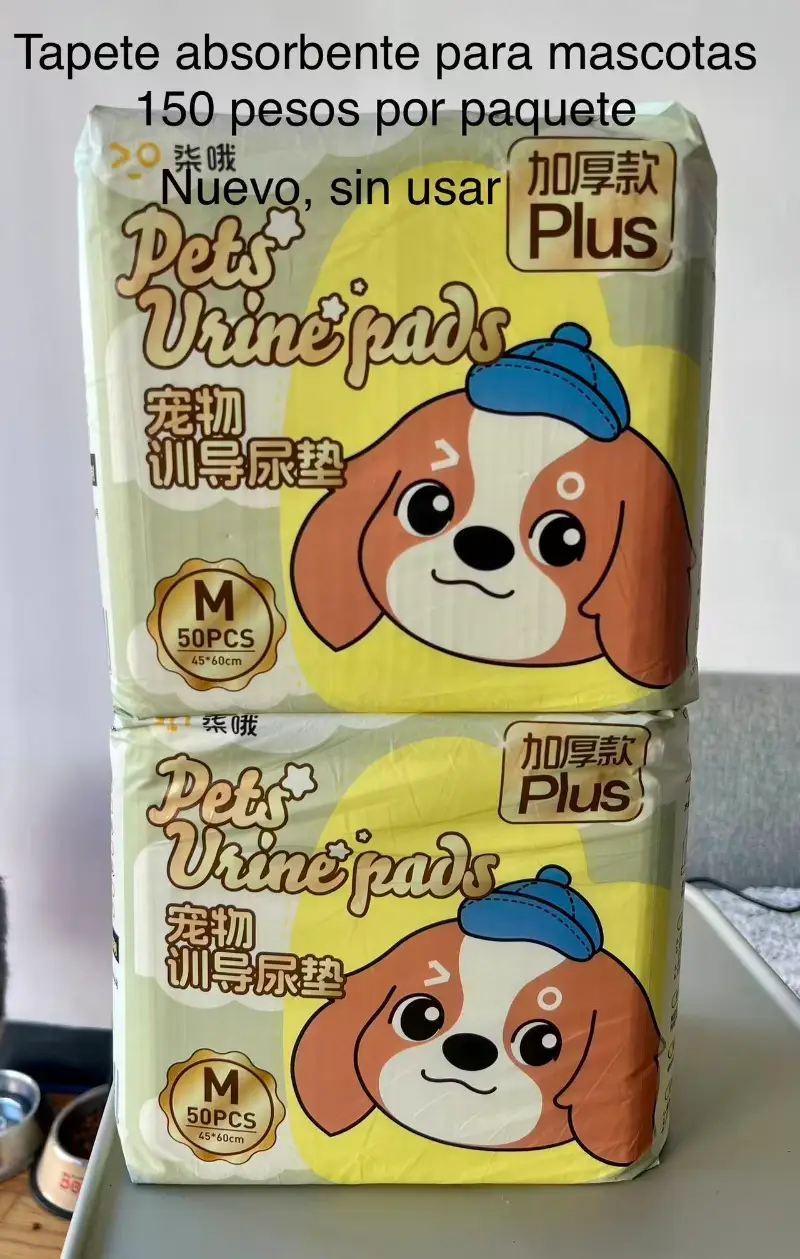 Tapete absorbente para mascotas
150 pesos por paquete
柒哦
Nuevo, sin usar
加厚款
Plus
Pets
Urine pads
宠物
训导尿垫
M
50PCS
45*60cm
柒哦
加厚款
Plus
Pets
Urine pads
宠物
训导尿垫
M
50PCS
45*60cm